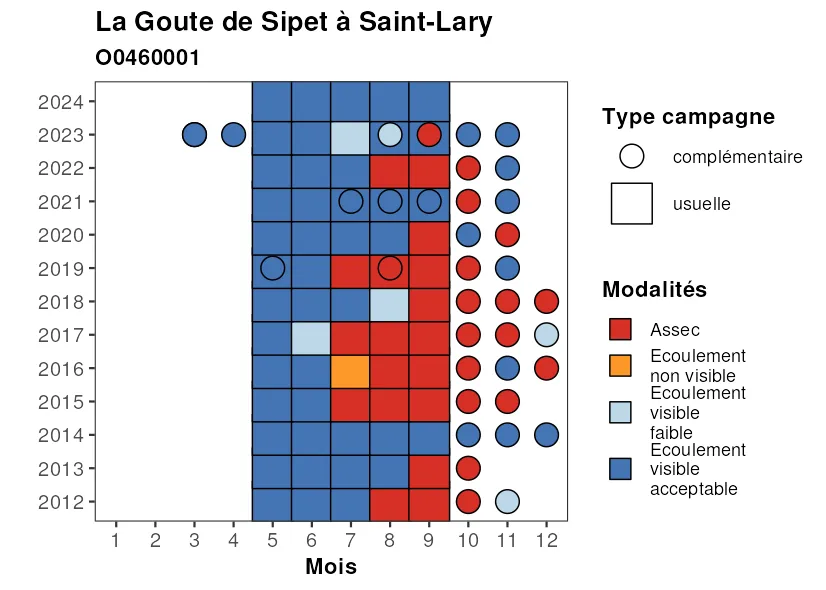 La Goute de Sipet à Saint-Lary
O0460001
2024
2023
2022
2021
2020
2019
2018
2017
2016
2015
2014
2013
2012
1 2 3 4 5 6 7 8 9 10 11 12
Mois
Type campagne
complémentaire
usuelle
Modalités
Assec
Ecoulement
non visible
Ecoulement
visible
faible
Ecoulement
visible
acceptable